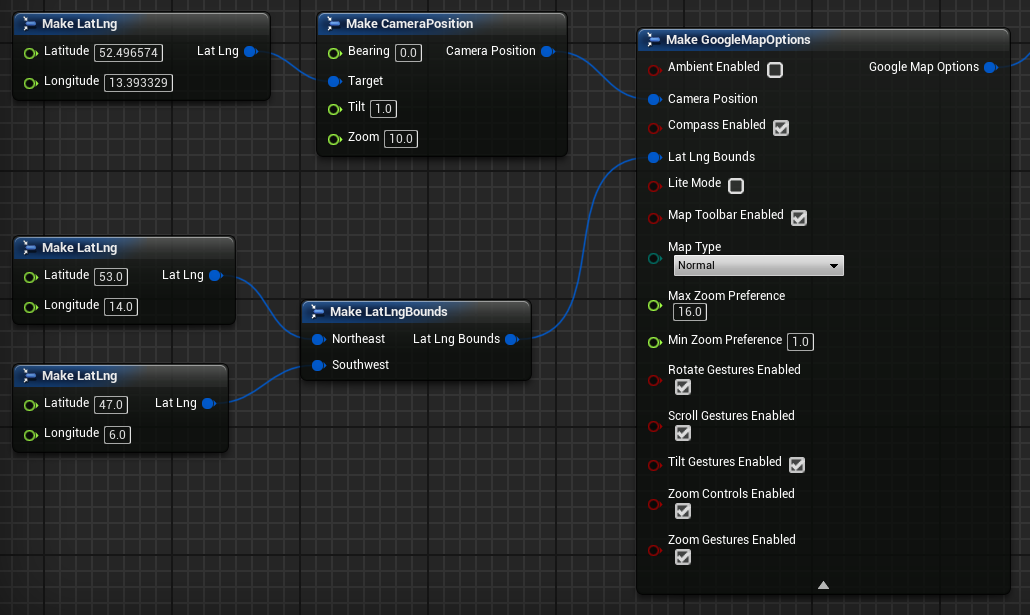 Make LatLng
Latitude 52.496574 Lat Lng
Longitude 13.393329
Make CameraPosition
Bearing 0.0 Camera Position
Target
Tilt 1.0
Zoom 10.0
Make LatLng
Latitude 53.0 Lat Lng
Longitude 14.0
Make LatLng
Latitude 47.0 Lat Lng
Longitude 6.0
Make LatLngBounds
Northeast Lat Lng Bounds
Southwest
Make GoogleMapOptions
Ambient Enabled Google Map Options
Camera Position
Compass Enabled
Lat Lng Bounds
Lite Mode
Map Toolbar Enabled
Map Type
Normal
Max Zoom Preference
16.0
Min Zoom Preference 1.0
Rotate Gestures Enabled
Scroll Gestures Enabled
Tilt Gestures Enabled
Zoom Controls Enabled
Zoom Gestures Enabled